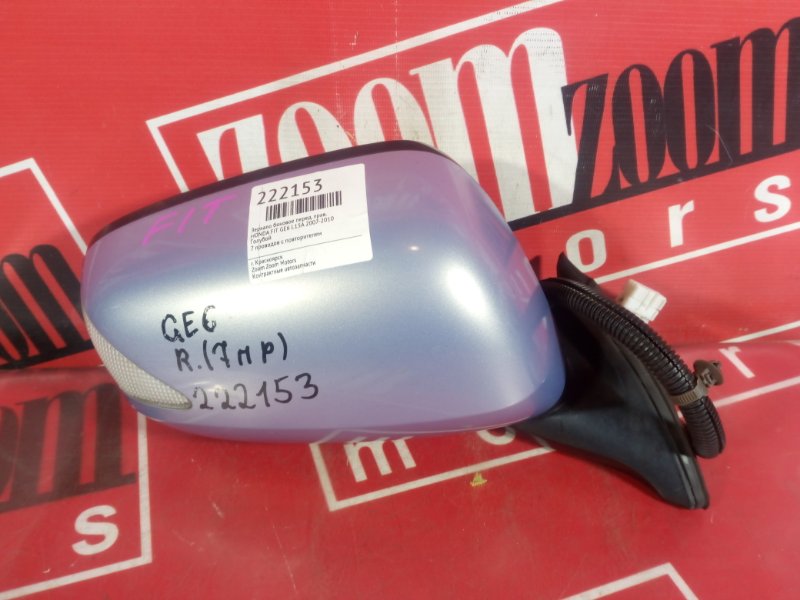 zoom
zoom
FIT
222153
Зеркало боковое перед. прав.
HONDA FIT GE6 L13A 2007-2010
Голубой
7 проводов с повторителем
г. Красноярск
Zoom Zoom Motors
Контрактные автозапчасти
GE6
R.(7пр)
222153
zoom
motors